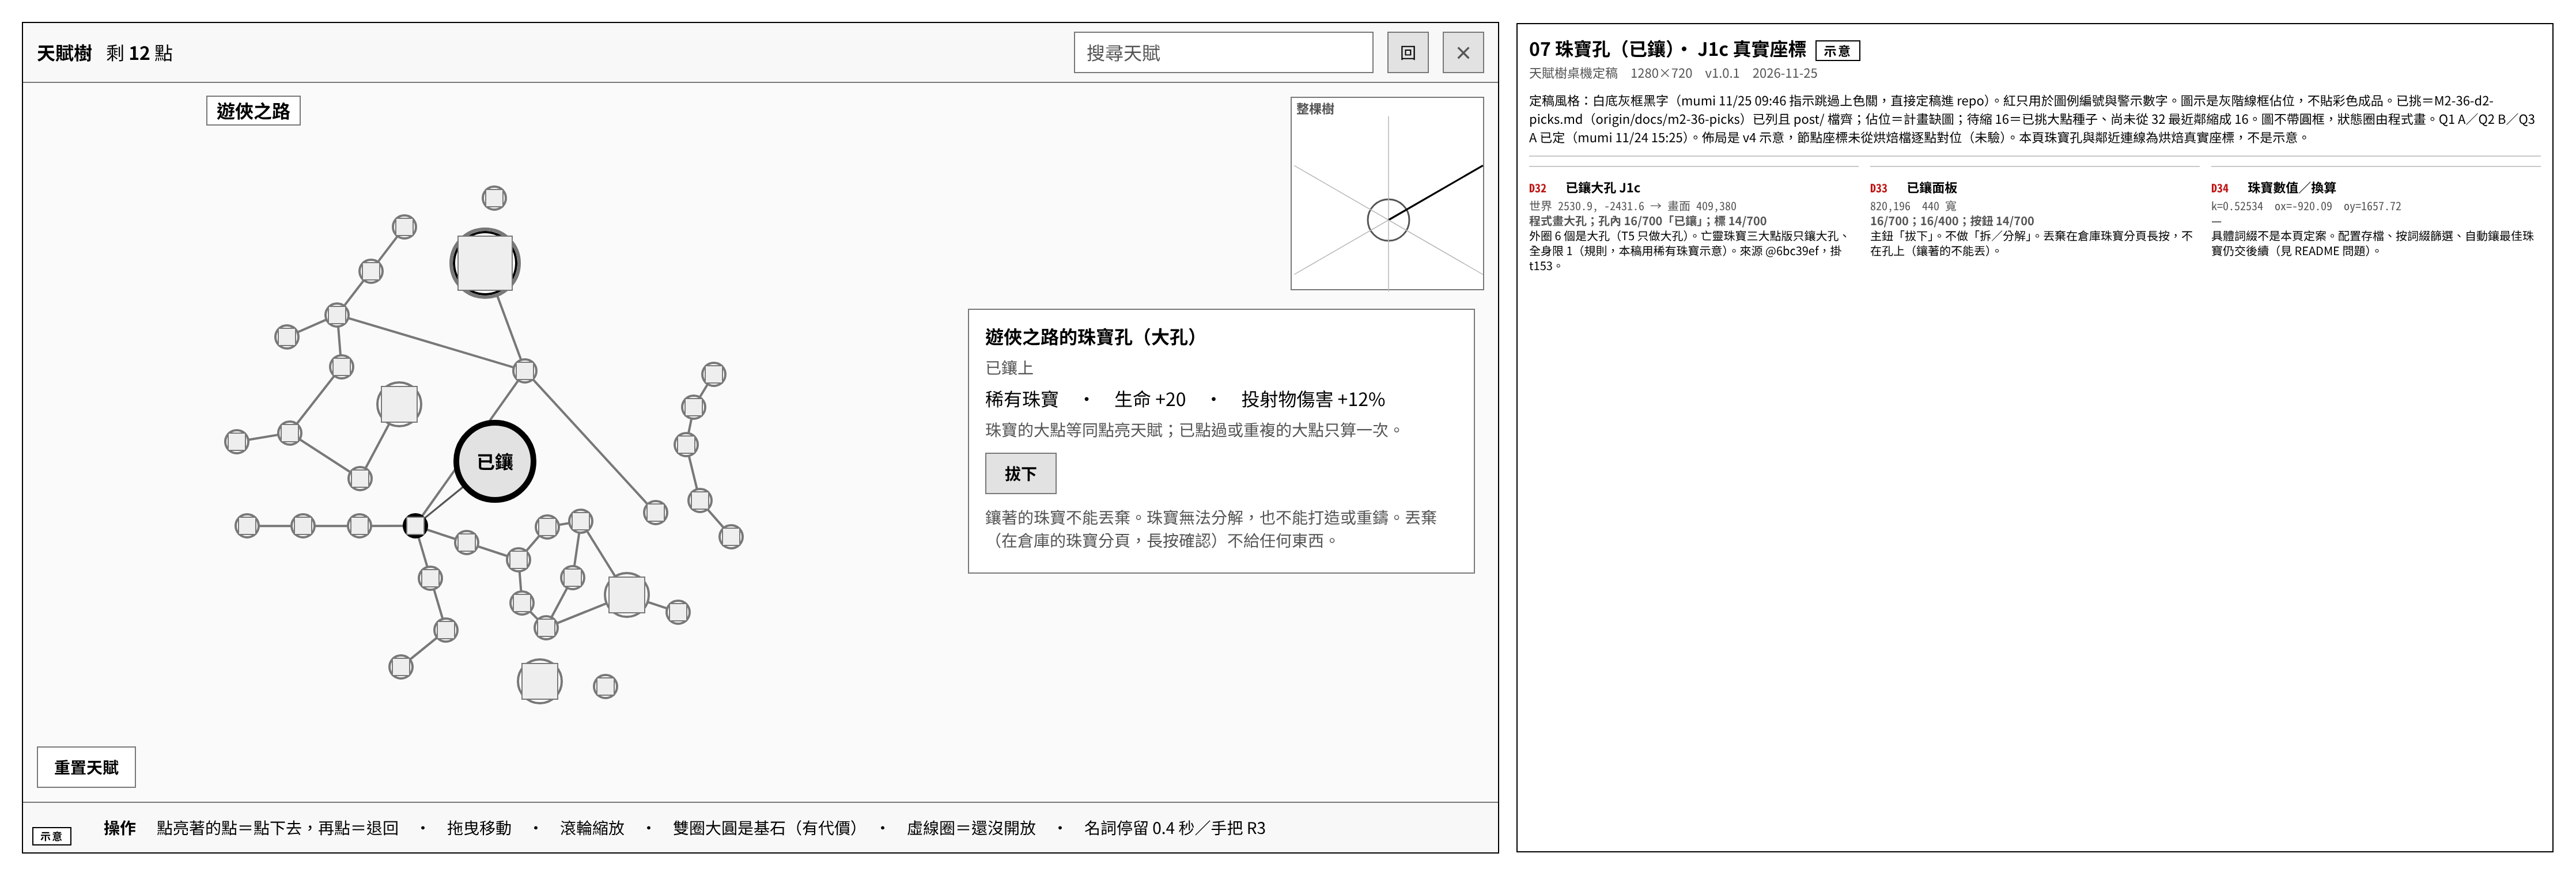 天賦樹 剩 12 點
搜尋天賦
回
×
遊俠之路
整棵樹
已鑲
遊俠之路的珠寶孔（大孔）
已鑲上
稀有珠寶 ・ 生命 +20 ・ 投射物傷害 +12%
珠寶的大點等同點亮天賦；已點過或重複的大點只算一次。
拔下
鑲著的珠寶不能丟棄。珠寶無法分解，也不能打造或重鑄。丟棄
（在倉庫的珠寶分頁，長按確認）不給任何東西。
重置天賦
示意
操作 點亮著的點＝點下去，再點＝退回 ・ 拖曳移動 ・ 滾輪縮放 ・ 雙圈大圓是基石（有代價） ・ 虛線圈＝還沒開放 ・ 名詞停留 0.4 秒／手把 R3
07 珠寶孔（已鑲）・ J1c 真實座標 示意
天賦樹桌機定稿 1280×720 v1.0.1 2026-11-25
定稿風格：白底灰框黑字（mumi 11/25 09:46 指示跳過上色關，直接定稿進 repo）。紅只用於圖例編號與警示數字。圖示是灰階線框佔位，不貼彩色成品。已挑＝M2-36-d2-
picks.md（origin/docs/m2-36-picks）已列且 post/ 檔齊；佔位＝計畫缺圖；待縮 16＝已挑大點種子、尚未從 32 最近鄰縮成 16。圖不帶圓框，狀態圈由程式畫。Q1 A／Q2 B／Q3
A 已定（mumi 11/24 15:25）。佈局是 v4 示意，節點座標未從烘焙檔逐點對位（未驗）。本頁珠寶孔與鄰近連線為烘焙真實座標，不是示意。
D32 已鑲大孔 J1c
世界 2530.9, -2431.6 → 畫面 409,380
程式畫大孔；孔內 16/700「已鑲」；標 14/700
外圈 6 個是大孔（T5 只做大孔）。亡靈珠寶三大點版只鑲大孔、
全身限 1（規則，本稿用稀有珠寶示意）。來源 @6bc39ef，掛
t153。
D33 已鑲面板
820,196 440 寬
16/700；16/400；按鈕 14/700
主鈕「拔下」。不做「拆／分解」。丟棄在倉庫珠寶分頁長按，不
在孔上（鑲著的不能丟）。
D34 珠寶數值／換算
k=0.52534 ox=-920.09 oy=1657.72
—
具體詞綴不是本頁定案。配置存檔、按詞綴篩選、自動鑲最佳珠
寶仍交後續（見 README 問題）。